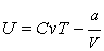 U = CvT − a/V